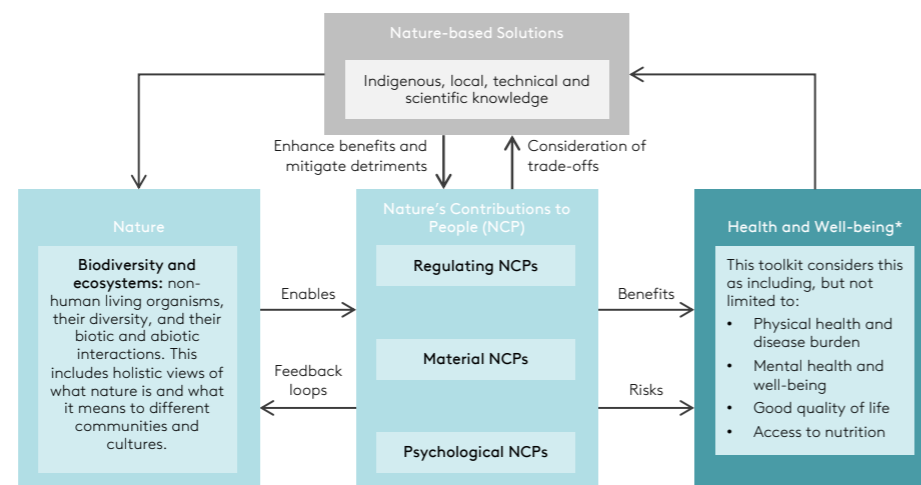 Nature-based Solutions
Indigenous, local, technical and
scientific knowledge
Enhance benefits and
mitigate detriments
Consideration of
trade-offs
Nature
Biodiversity and
ecosystems: non-
human living organisms,
their diversity, and their
biotic and abiotic
interactions. This
includes holistic views of
what nature is and what
it means to different
communities and
cultures.
Enables
Feedback
loops
Nature's Contributions to
People (NCP)
Regulating NCPs
Material NCPs
Psychological NCPs
Benefits
Risks
Health and Well-being*
This toolkit considers this
as including, but not
limited to:
• Physical health and
disease burden
• Mental health and
well-being
• Good quality of life
• Access to nutrition